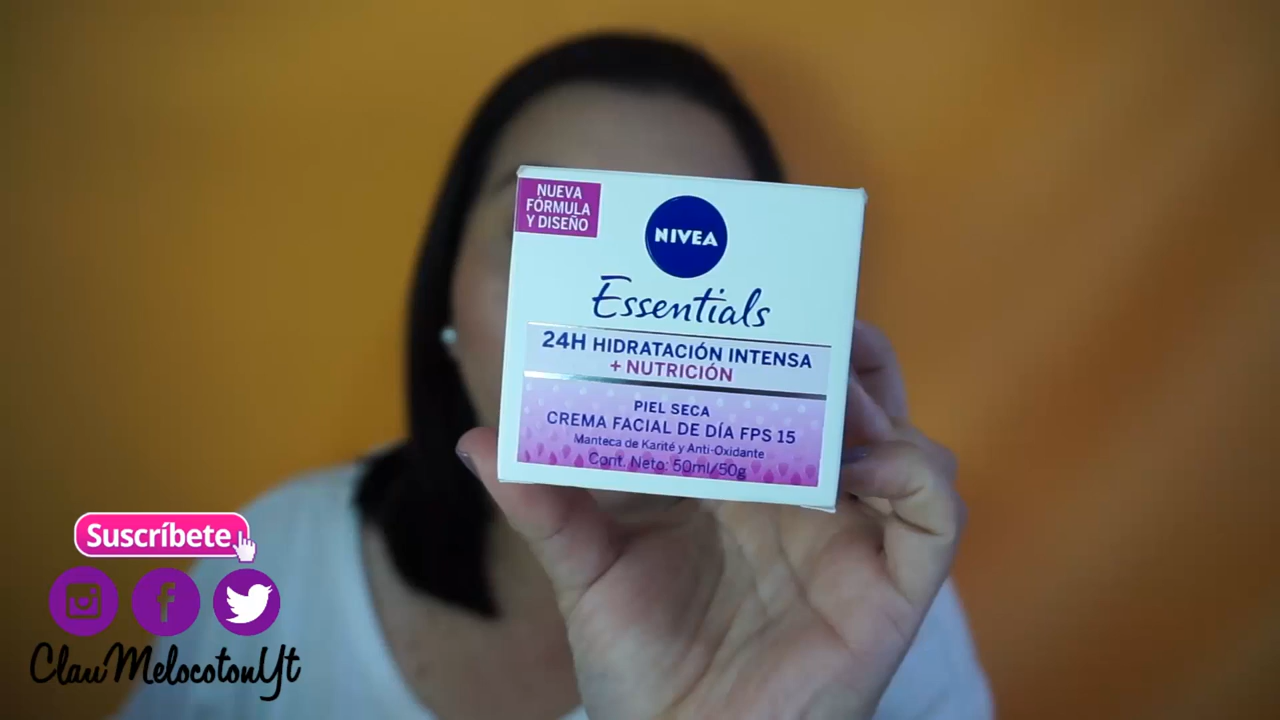 NUEVA
FÓRMULA
Y DISEÑO
NIVEA
Essentials
24H HIDRATACIÓN INTENSA
+ NUTRICIÓN
PIEL SECA
CREMA FACIAL DE DÍA FPS 15
Manteca de Karité y Anti-Oxidante
Cont. Neto: 50ml/50g
Suscríbete
ClauMelocotonYt